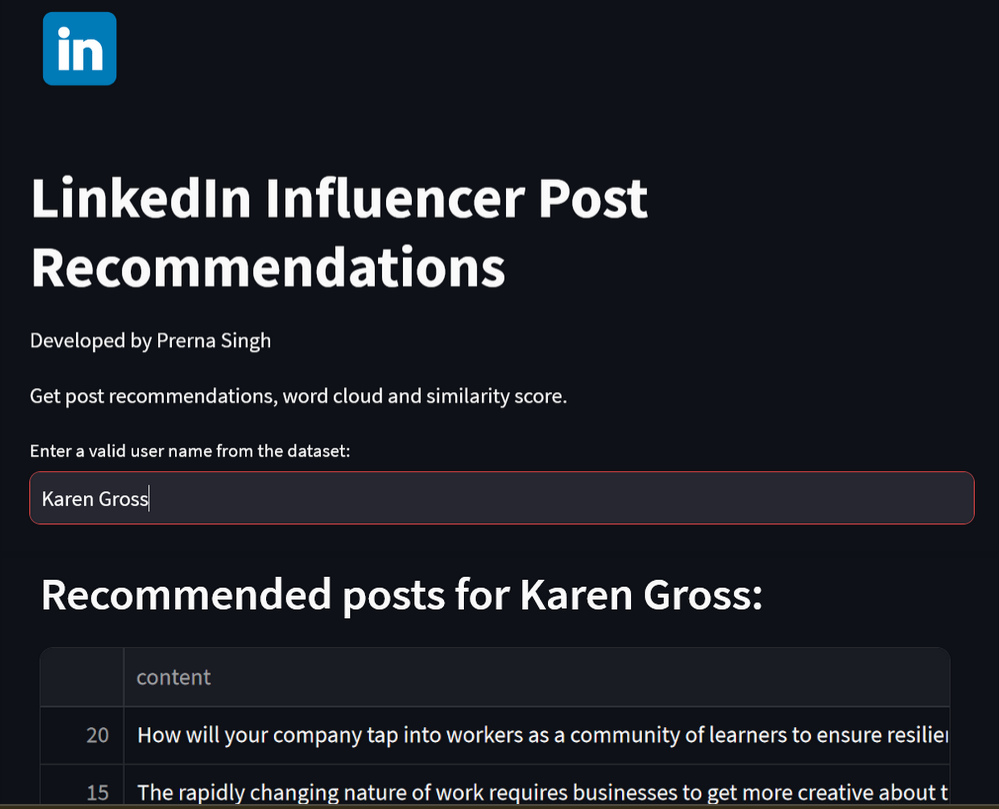 in
LinkedIn Influencer Post
Recommendations
Developed by Prerna Singh
Get post recommendations, word cloud and similarity score.
Enter a valid user name from the dataset:
Karen Gross
Recommended posts for Karen Gross:
content
20 How will your company tap into workers as a community of learners to ensure
15 The rapidly changing nature of work requires businesses to get more creative about